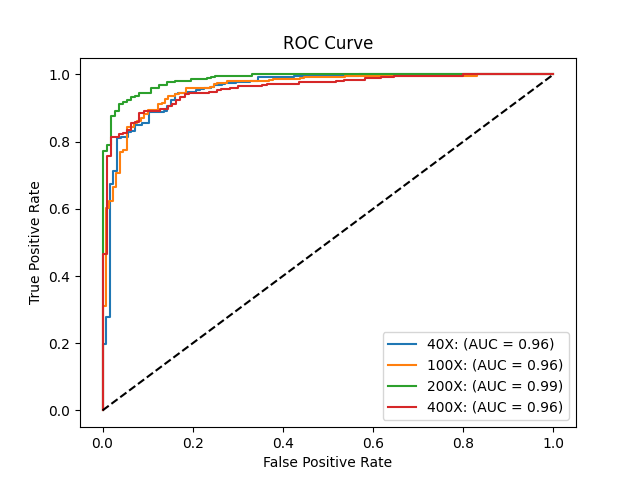 ROC Curve
1.0
0.8
0.6
0.4
0.2
0.0
True Positive Rate
0.0 0.2 0.4 0.6 0.8 1.0
False Positive Rate
40X: (AUC = 0.96)
100X: (AUC = 0.96)
200X: (AUC = 0.99)
400X: (AUC = 0.96)